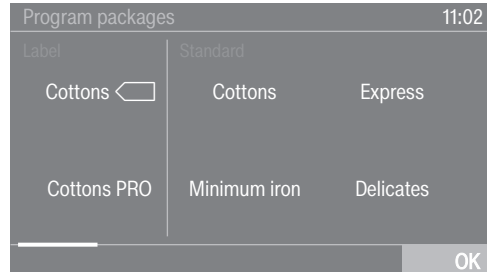 Program packages 11:02
Label Standard
Cottons Cottons Express
Cottons PRO Minimum iron Delicates
OK